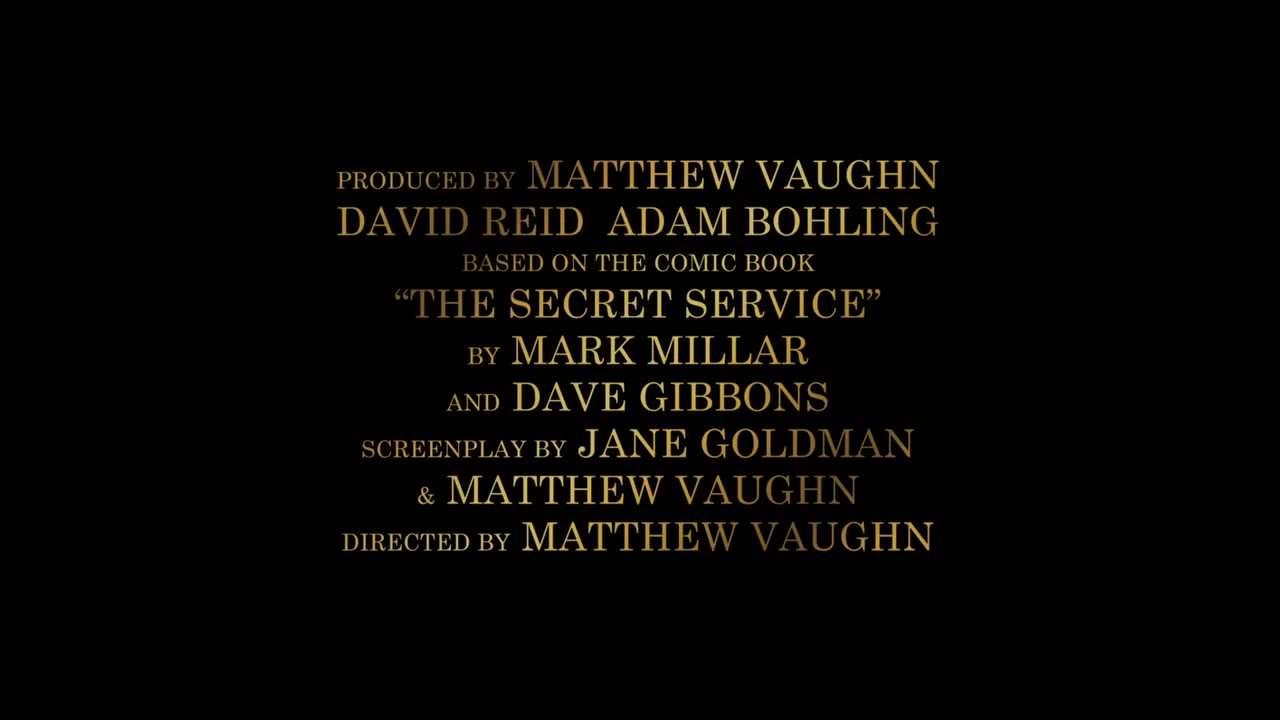 PRODUCED BY MATTHEW VAUGHN
DAVID REID ADAM BOHLING
BASED ON THE COMIC BOOK
“THE SECRET SERVICE”
BY MARK MILLAR
AND DAVE GIBBONS
SCREENPLAY BY JANE GOLDMAN
& MATTHEW VAUGHN
DIRECTED BY MATTHEW VAUGHN